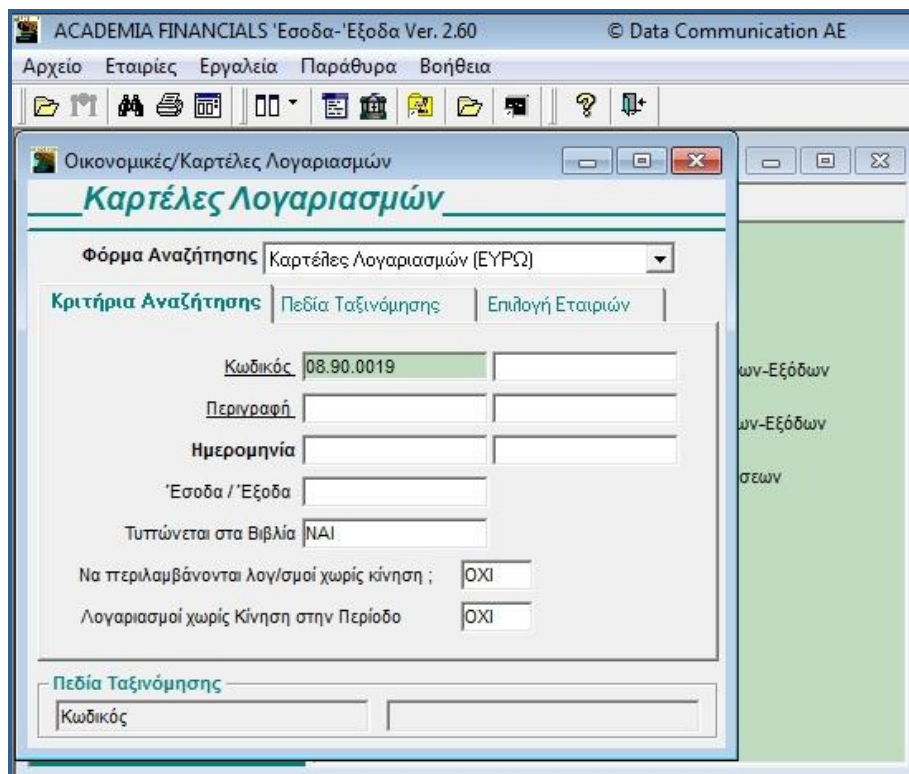 ACADEMIA FINANCIALS 'Έσοδα-'Έξοδα Ver. 2.60 © Data Communication AE
Αρχείο Εταιρίες Εργαλεία Παράθυρα Βοήθεια
Οικονομικές/Καρτέλες Λογαριασμών
Καρτέλες Λογαριασμών
Φόρμα Αναζήτησης Καρτέλες Λογαριασμών (ΕΥΡΩ)
Κριτήρια Αναζήτησης Πεδία Ταξινόμησης Επιλογή Εταιριών
Κωδικός 08.90.0019
ων-Εξόδων
Περιγραφή
ων-Εξόδων
Ημερομηνία
σεων
'Έσοδα / 'Έξοδα
Τυπώνεται στα Βιβλία ΝΑΙ
Να περιλαμβάνονται λογ/σμοί χωρίς κίνηση ; ΟΧΙ
Λογαριασμοί χωρίς Κίνηση στην Περίοδο ΟΧΙ
Πεδία Ταξινόμησης
Κωδικός